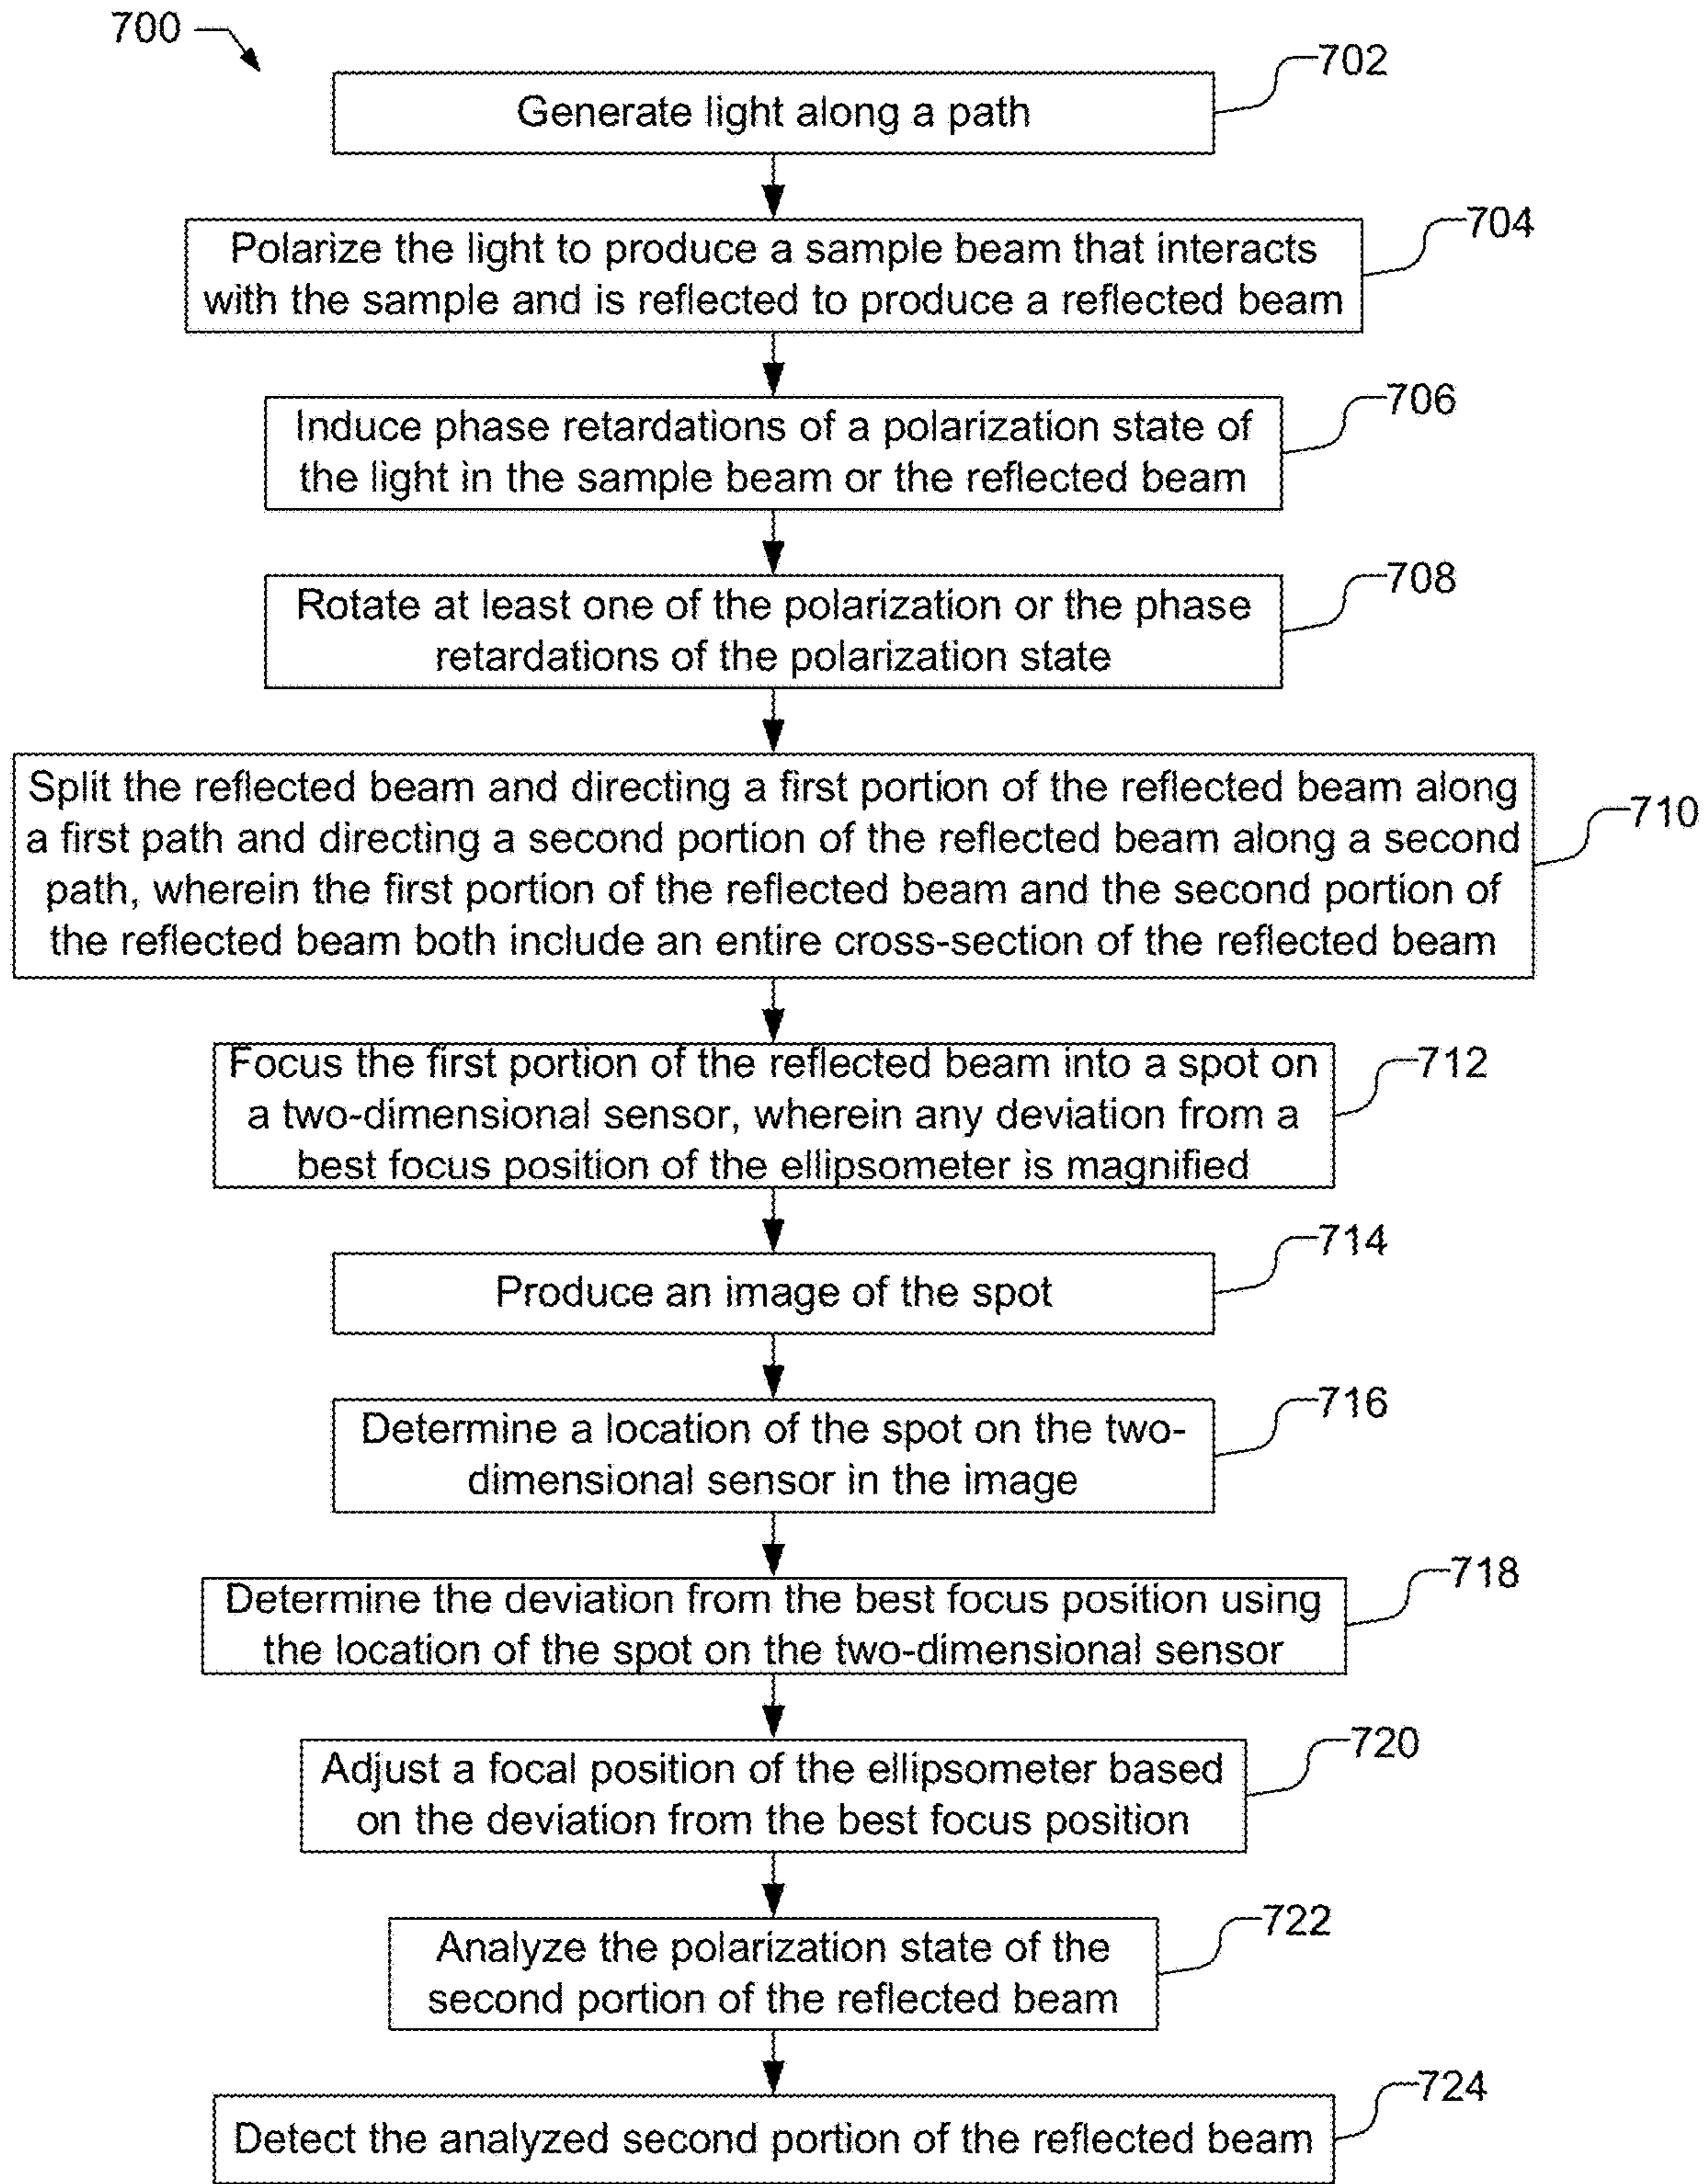 700
702
Generate light along a path
704
Polarize the light to produce a sample beam that interacts
with the sample and is reflected to produce a reflected beam
706
Induce phase retardations of a polarization state of
the light in the sample beam or the reflected beam
708
Rotate at least one of the polarization or the phase
retardations of the polarization state
710
Split the reflected beam and directing a first portion of the reflected beam along
a first path and directing a second portion of the reflected beam along a second
path, wherein the first portion of the reflected beam and the second portion of
the reflected beam both include an entire cross-section of the reflected beam
712
Focus the first portion of the reflected beam into a spot on
a two-dimensional sensor, wherein any deviation from a
best focus position of the ellipsometer is magnified
714
Produce an image of the spot
716
Determine a location of the spot on the two-
dimensional sensor in the image
718
Determine the deviation from the best focus position using
the location of the spot on the two-dimensional sensor
720
Adjust a focal position of the ellipsometer based
on the deviation from the best focus position
722
Analyze the polarization state of the
second portion of the reflected beam
724
Detect the analyzed second portion of the reflected beam